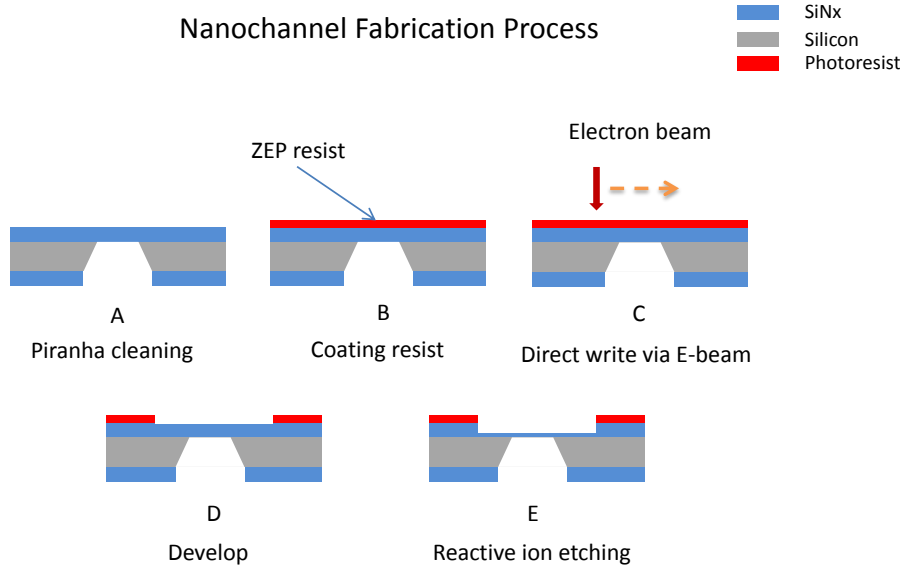 Nanochannel Fabrication Process
SiNx
Silicon
Photoresist
ZEP resist
Electron beam
A
Piranha cleaning
B
Coating resist
C
Direct write via E-beam
D
Develop
E
Reactive ion etching